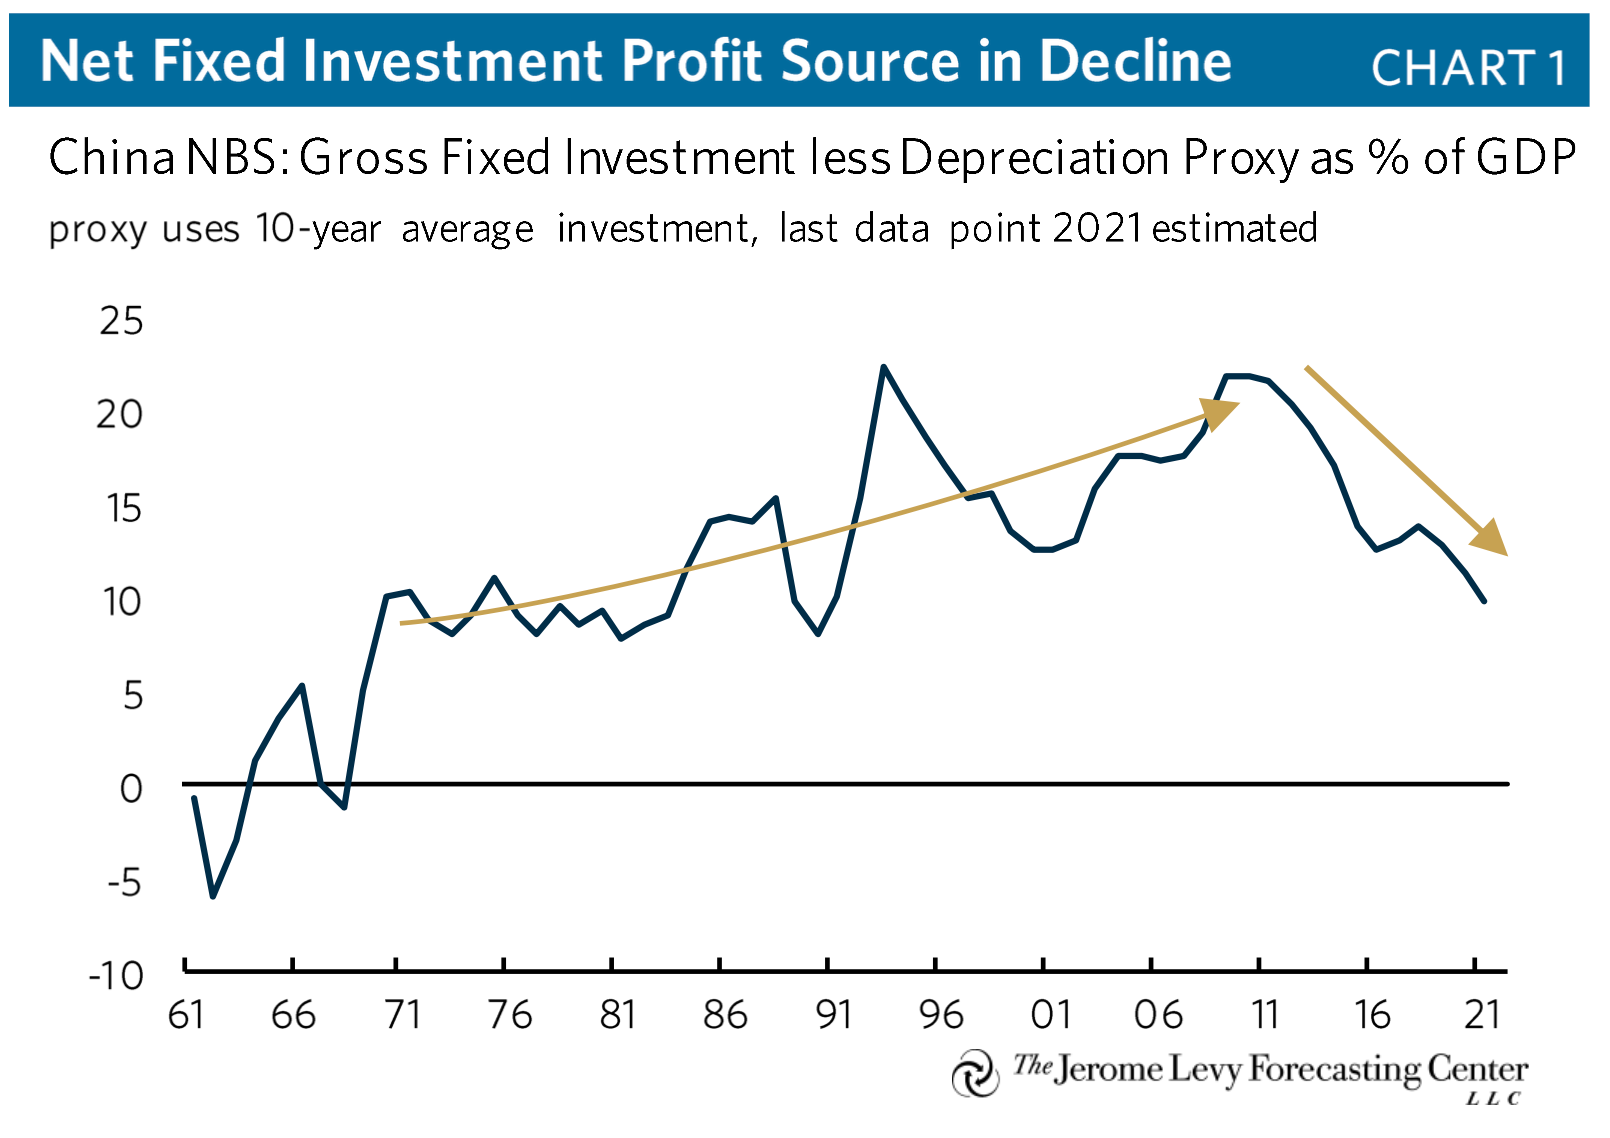 Net Fixed Investment Profit Source in Decline CHART 1
China NBS: Gross Fixed Investment less Depreciation Proxy as % of GDP
proxy uses 10-year average investment, last data point 2021 estimated
25
20
15
10
5
0
-5
-10
61 66 71 76 81 86 91 96 01 06 11 16 21
The Jerome Levy Forecasting Center
LLC